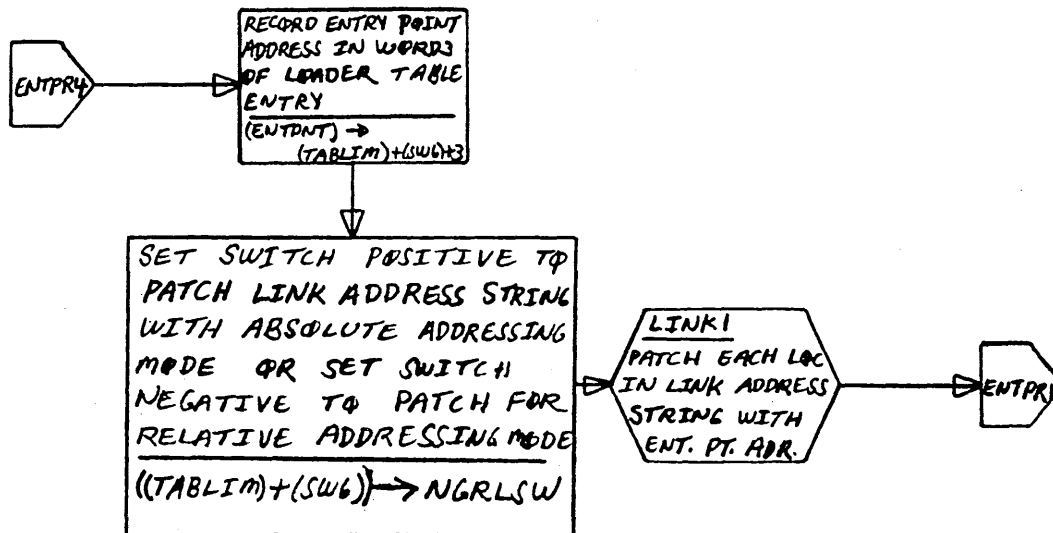 ENTPR4
RECORD ENTRY POINT
ADDRESS IN WORD3
OF LOADER TABLE
ENTRY
(ENTPNT) →
(TABLIM)+(SW6)+3
SET SWITCH POSITIVE TO
PATCH LINK ADDRESS STRING
WITH ABSOLUTE ADDRESSING
MODE OR SET SWITCH
NEGATIVE TO PATCH FOR
RELATIVE ADDRESSING MODE
((TABLIM)+(SW6)) → NGRLSW
LINK1
PATCH EACH LOC
IN LINK ADDRESS
STRING WITH
ENT. PT. ADR.
ENTPR1